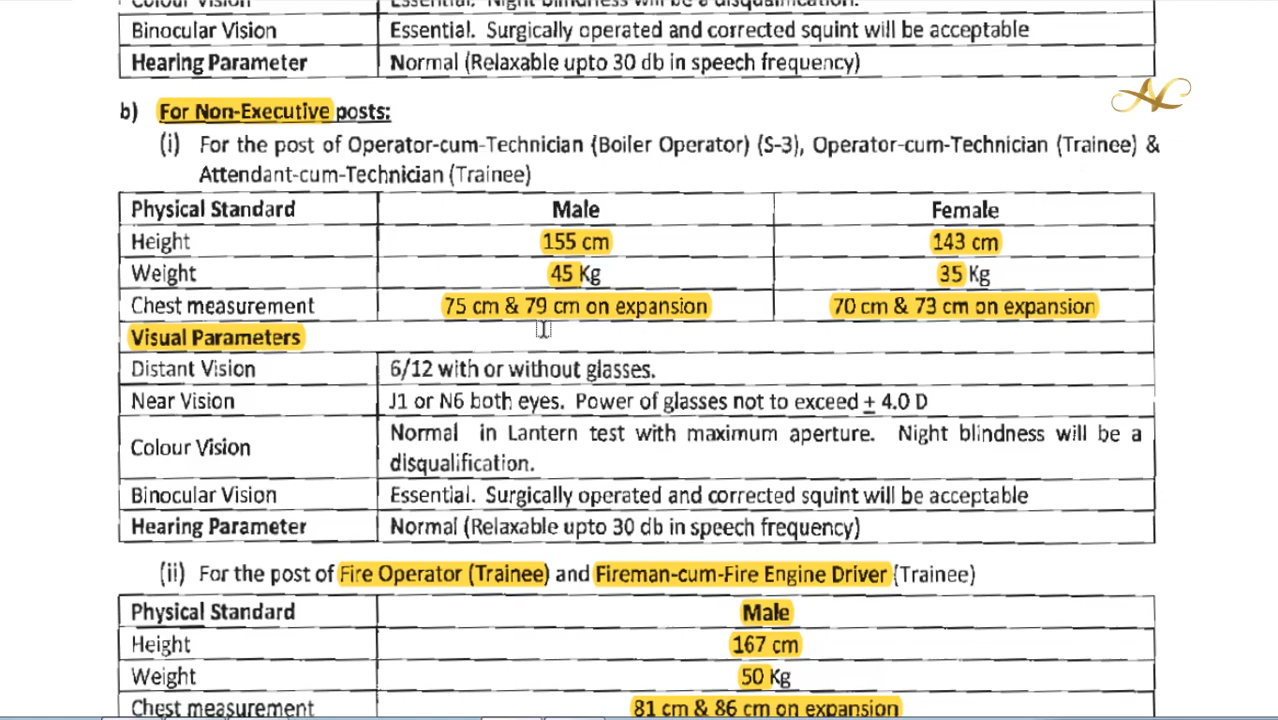 Colour Vision Essential. Night blindness will be a disqualification.
Binocular Vision Essential. Surgically operated and corrected squint will be acceptable
Hearing Parameter Normal (Relaxable upto 30 db in speech frequency)
b) For Non-Executive posts:
(i) For the post of Operator-cum-Technician (Boiler Operator) (S-3), Operator-cum-Technician (Trainee) &
Attendant-cum-Technician (Trainee)
Physical Standard Male Female
Height 155 cm 143 cm
Weight 45 Kg 35 Kg
Chest measurement 75 cm & 79 cm on expansion 70 cm & 73 cm on expansion
Visual Parameters
Distant Vision 6/12 with or without glasses.
Near Vision J1 or N6 both eyes. Power of glasses not to exceed ± 4.0 D
Colour Vision Normal in Lantern test with maximum aperture. Night blindness will be a
disqualification.
Binocular Vision Essential. Surgically operated and corrected squint will be acceptable
Hearing Parameter Normal (Relaxable upto 30 db in speech frequency)
(ii) For the post of Fire Operator (Trainee) and Fireman-cum-Fire Engine Driver (Trainee)
Physical Standard Male
Height 167 cm
Weight 50 Kg
Chest measurement 81 cm & 86 cm on expansion